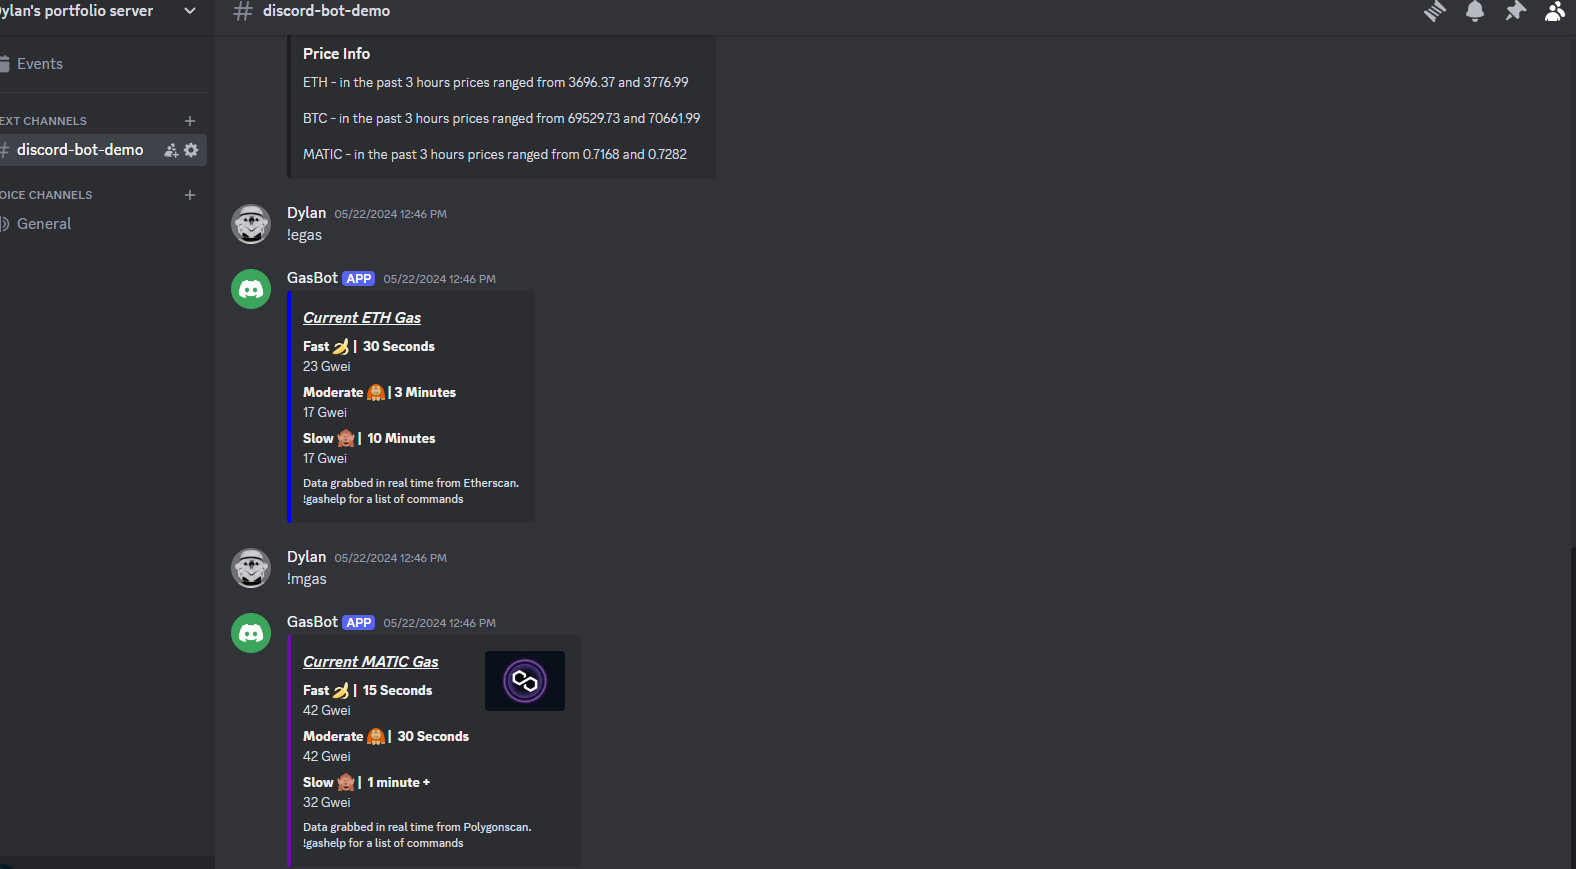 ylan's portfolio server
discord-bot-demo
Events
EXT CHANNELS
discord-bot-demo
OICE CHANNELS
General
Price Info
ETH - in the past 3 hours prices ranged from 3696.37 and 3776.99
BTC - in the past 3 hours prices ranged from 69529.73 and 70661.99
MATIC - in the past 3 hours prices ranged from 0.7168 and 0.7282
Dylan 05/22/2024 12:46 PM
!egas
GasBot APP 05/22/2024 12:46 PM
Current ETH Gas
Fast 🍌 | 30 Seconds
23 Gwei
Moderate 🦧 | 3 Minutes
17 Gwei
Slow 🙈 | 10 Minutes
17 Gwei
Data grabbed in real time from Etherscan.
!gashelp for a list of commands
Dylan 05/22/2024 12:46 PM
!mgas
GasBot APP 05/22/2024 12:46 PM
Current MATIC Gas
Fast 🍌 | 15 Seconds
42 Gwei
Moderate 🦧 | 30 Seconds
42 Gwei
Slow 🙈 | 1 minute +
32 Gwei
Data grabbed in real time from Polygonscan.
!gashelp for a list of commands